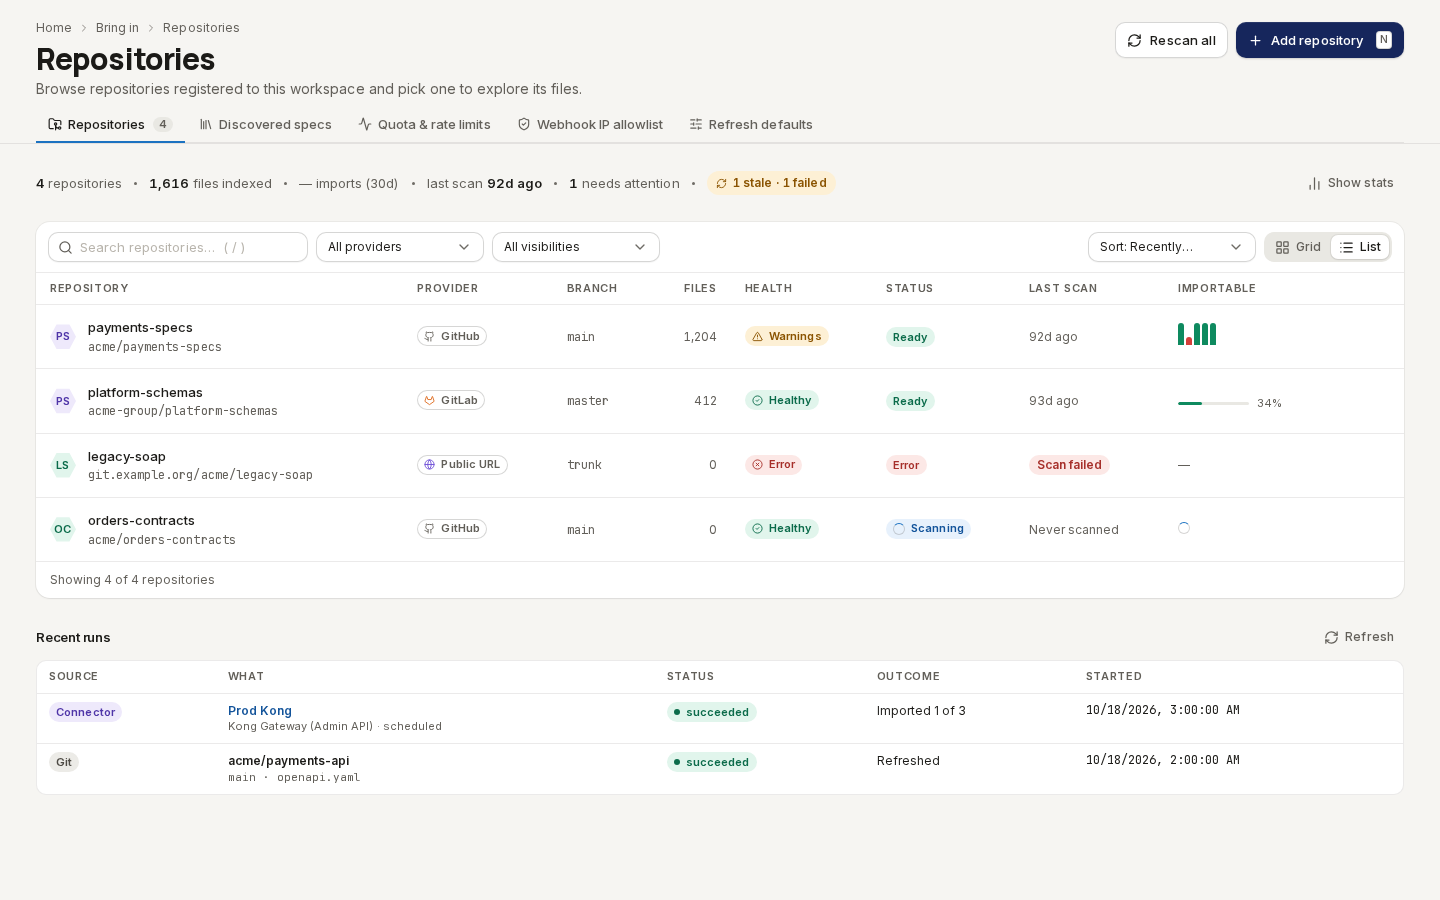 Home > Bring in > Repositories
Repositories
Browse repositories registered to this workspace and pick one to explore its files.
Rescan all
Add repository N
Repositories 4 Discovered specs Quota & rate limits Webhook IP allowlist Refresh defaults
4 repositories • 1,616 files indexed • — imports (30d) • last scan 92d ago • 1 needs attention • 1 stale · 1 failed Show stats
Search repositories... ( / ) All providers All visibilities Sort: Recently... Grid List
REPOSITORY PROVIDER BRANCH FILES HEALTH STATUS LAST SCAN IMPORTABLE
PS payments-specs GitHub main 1,204 Warnings Ready 92d ago
acme/payments-specs
PS platform-schemas GitLab master 412 Healthy Ready 93d ago 34%
acme-group/platform-schemas
LS legacy-soap Public URL trunk 0 Error Error Scan failed —
git.example.org/acme/legacy-soap
OC orders-contracts GitHub main 0 Healthy Scanning Never scanned
acme/orders-contracts
Showing 4 of 4 repositories
Recent runs Refresh
SOURCE WHAT STATUS OUTCOME STARTED
Connector Prod Kong succeeded Imported 1 of 3 10/18/2026, 3:00:00 AM
Kong Gateway (Admin API) · scheduled
Git acme/payments-api succeeded Refreshed 10/18/2026, 2:00:00 AM
main · openapi.yaml